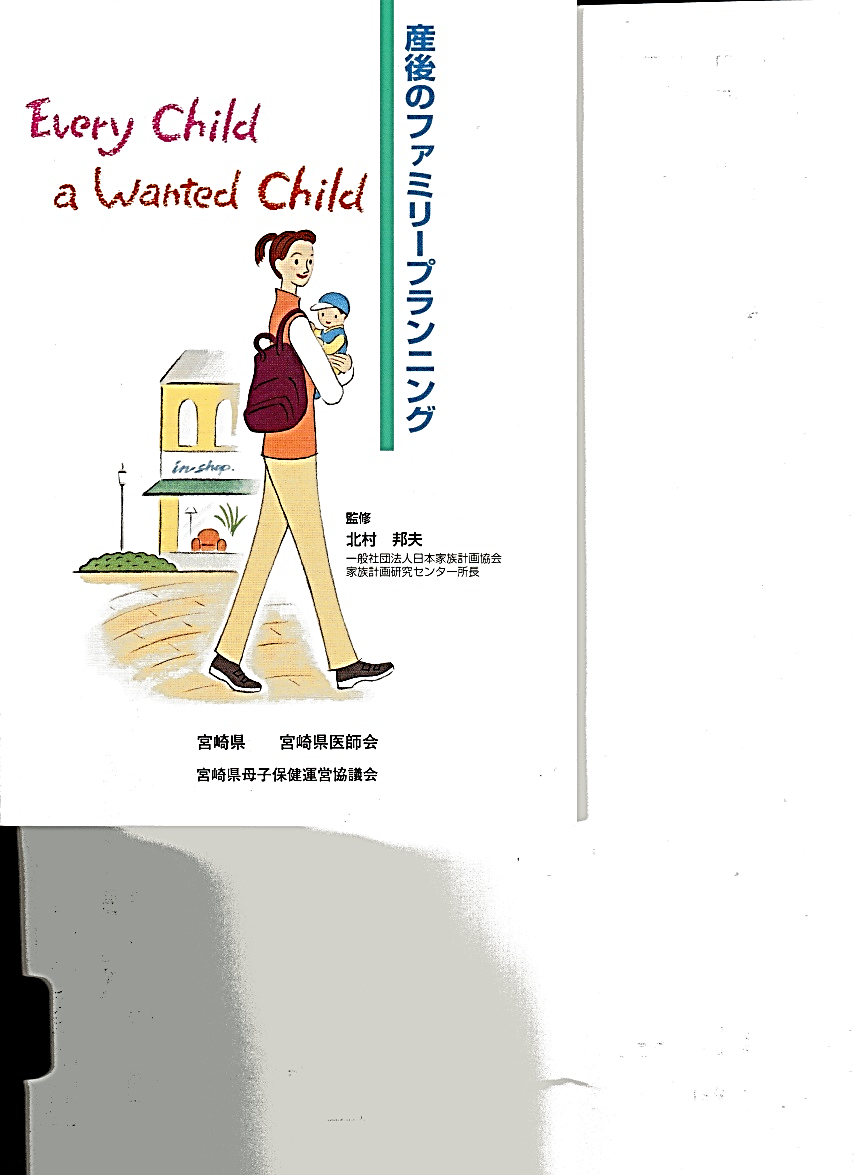 産後のファミリープランニング
Every Child
a Wanted Child
in-shop.
監修
北村 邦夫
一般社団法人日本家族計画協会
家族計画研究センター所長
宮崎県 宮崎県医師会
宮崎県母子保健運営協議会